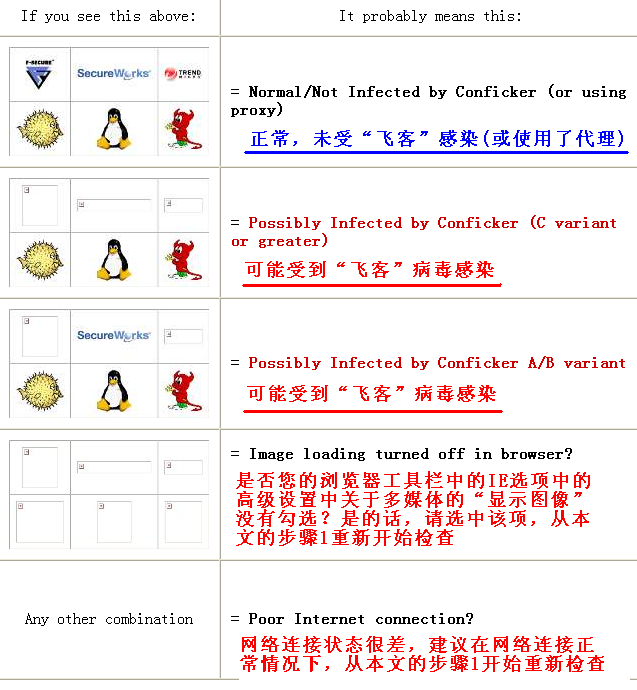 If you see this above:
It probably means this:
F-SECURE
SecureWorks
TREND
MICRO
= Normal/Not Infected by Conficker (or using
proxy)
正常，未受“飞客”感染(或使用了代理)
= Possibly Infected by Conficker (C variant
or greater)
可能受到“飞客”病毒感染
SecureWorks
= Possibly Infected by Conficker A/B variant
可能受到“飞客”病毒感染
= Image loading turned off in browser?
是否您的浏览器工具栏中的IE选项中的
高级设置中关于多媒体的“显示图像”
没有勾选？是的话，请选中该项，从本
文的步骤1重新开始检查
Any other combination
= Poor Internet connection?
网络连接状态很差，建议在网络连接正
常情况下，从本文的步骤1开始重新检查